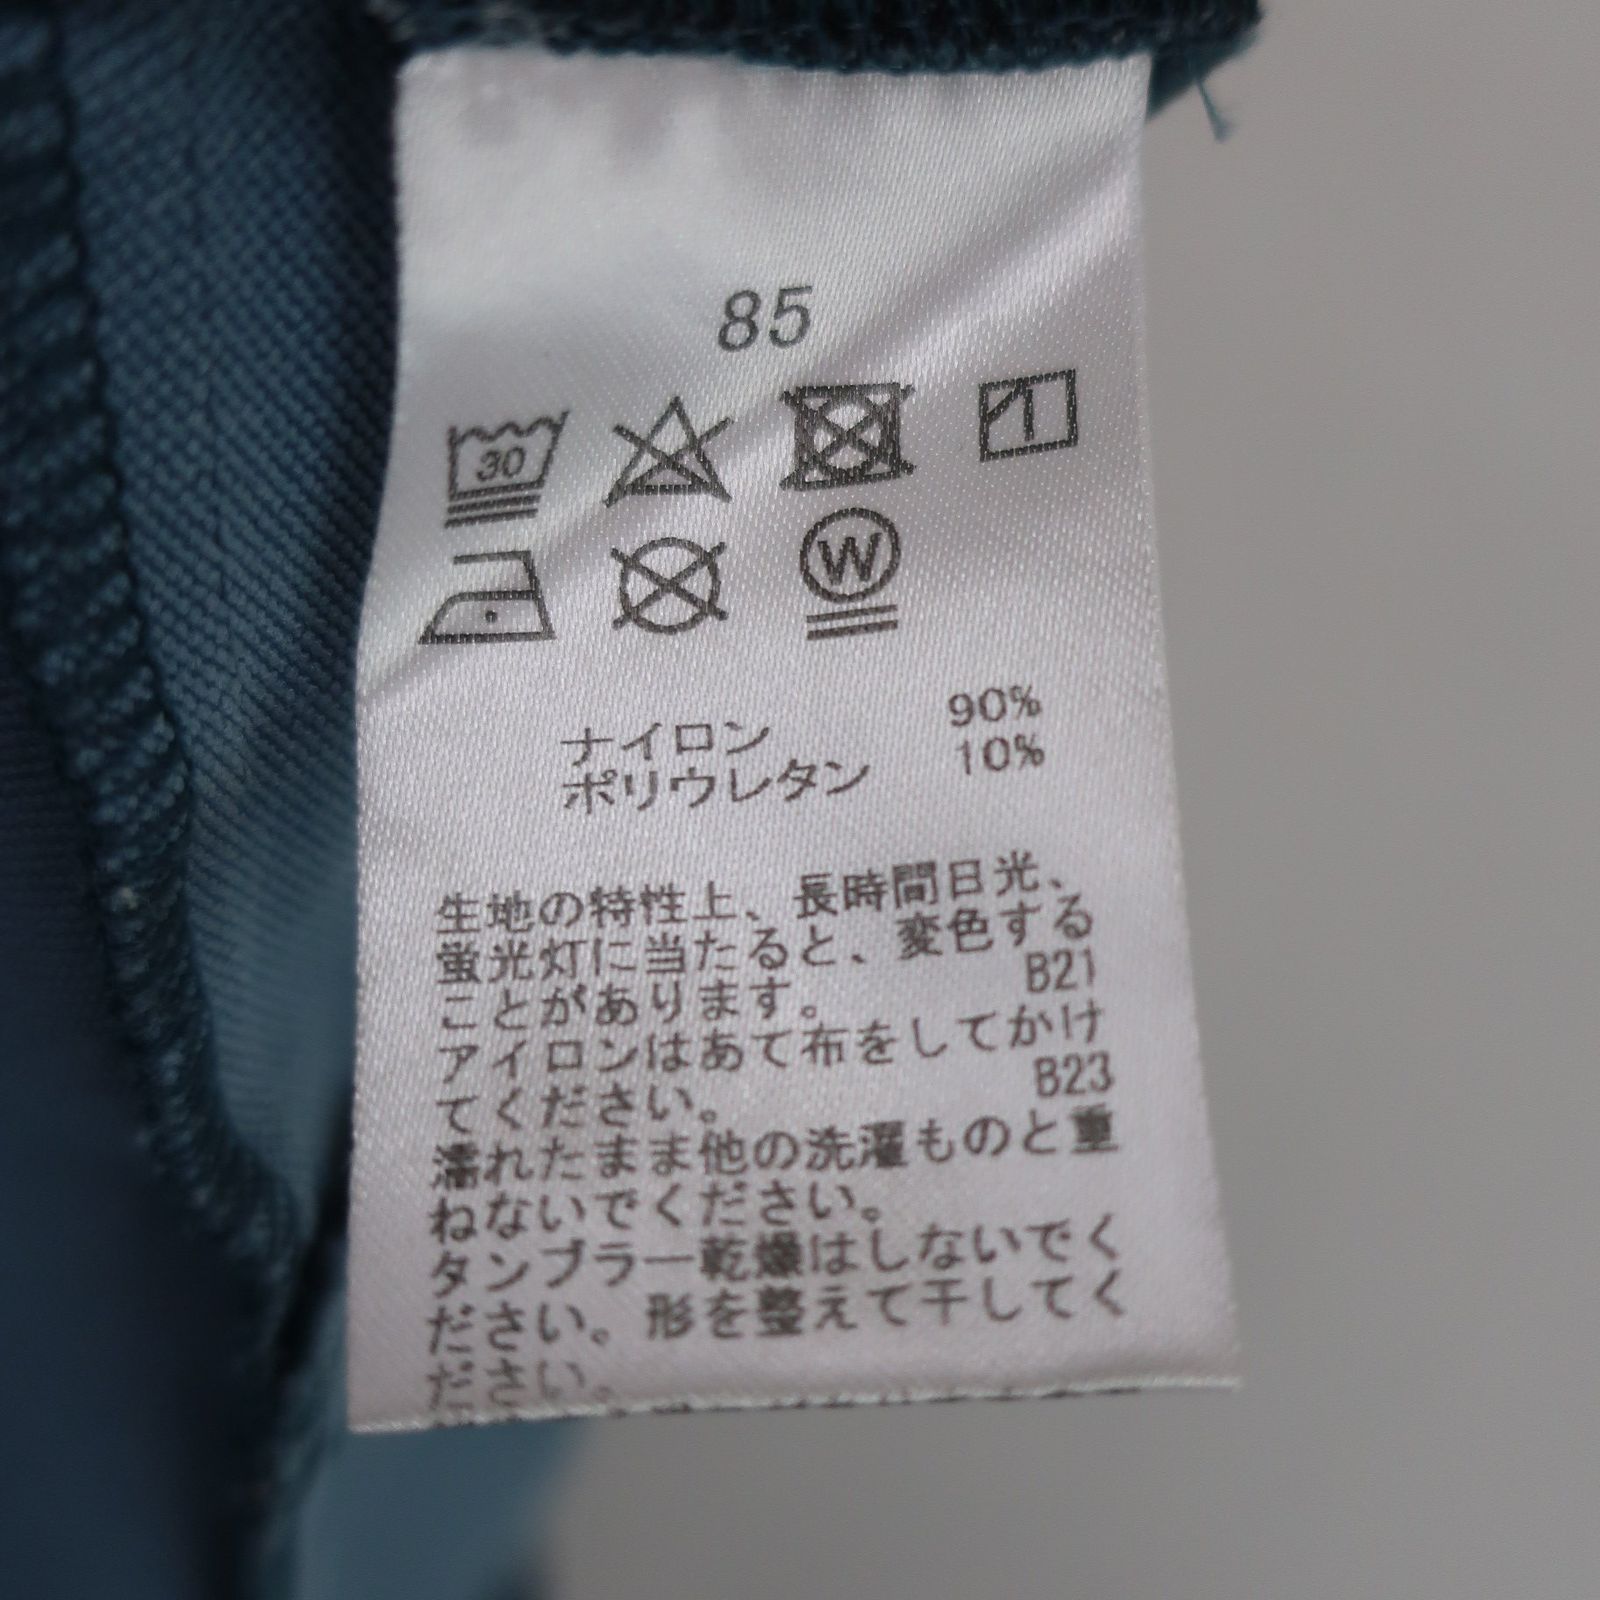 85
30
W
ナイロン 90%
ポリウレタン 10%
生地の特性上、長時間日光、
蛍光灯に当たると、変色する
ことがあります。 B21
アイロンはあて布をしてかけ
てください。 B23
濡れたまま他の洗濯ものと重
ねないでください。
タンブラー乾燥はしないでく
ださい。形を整えて干してく
ださい。